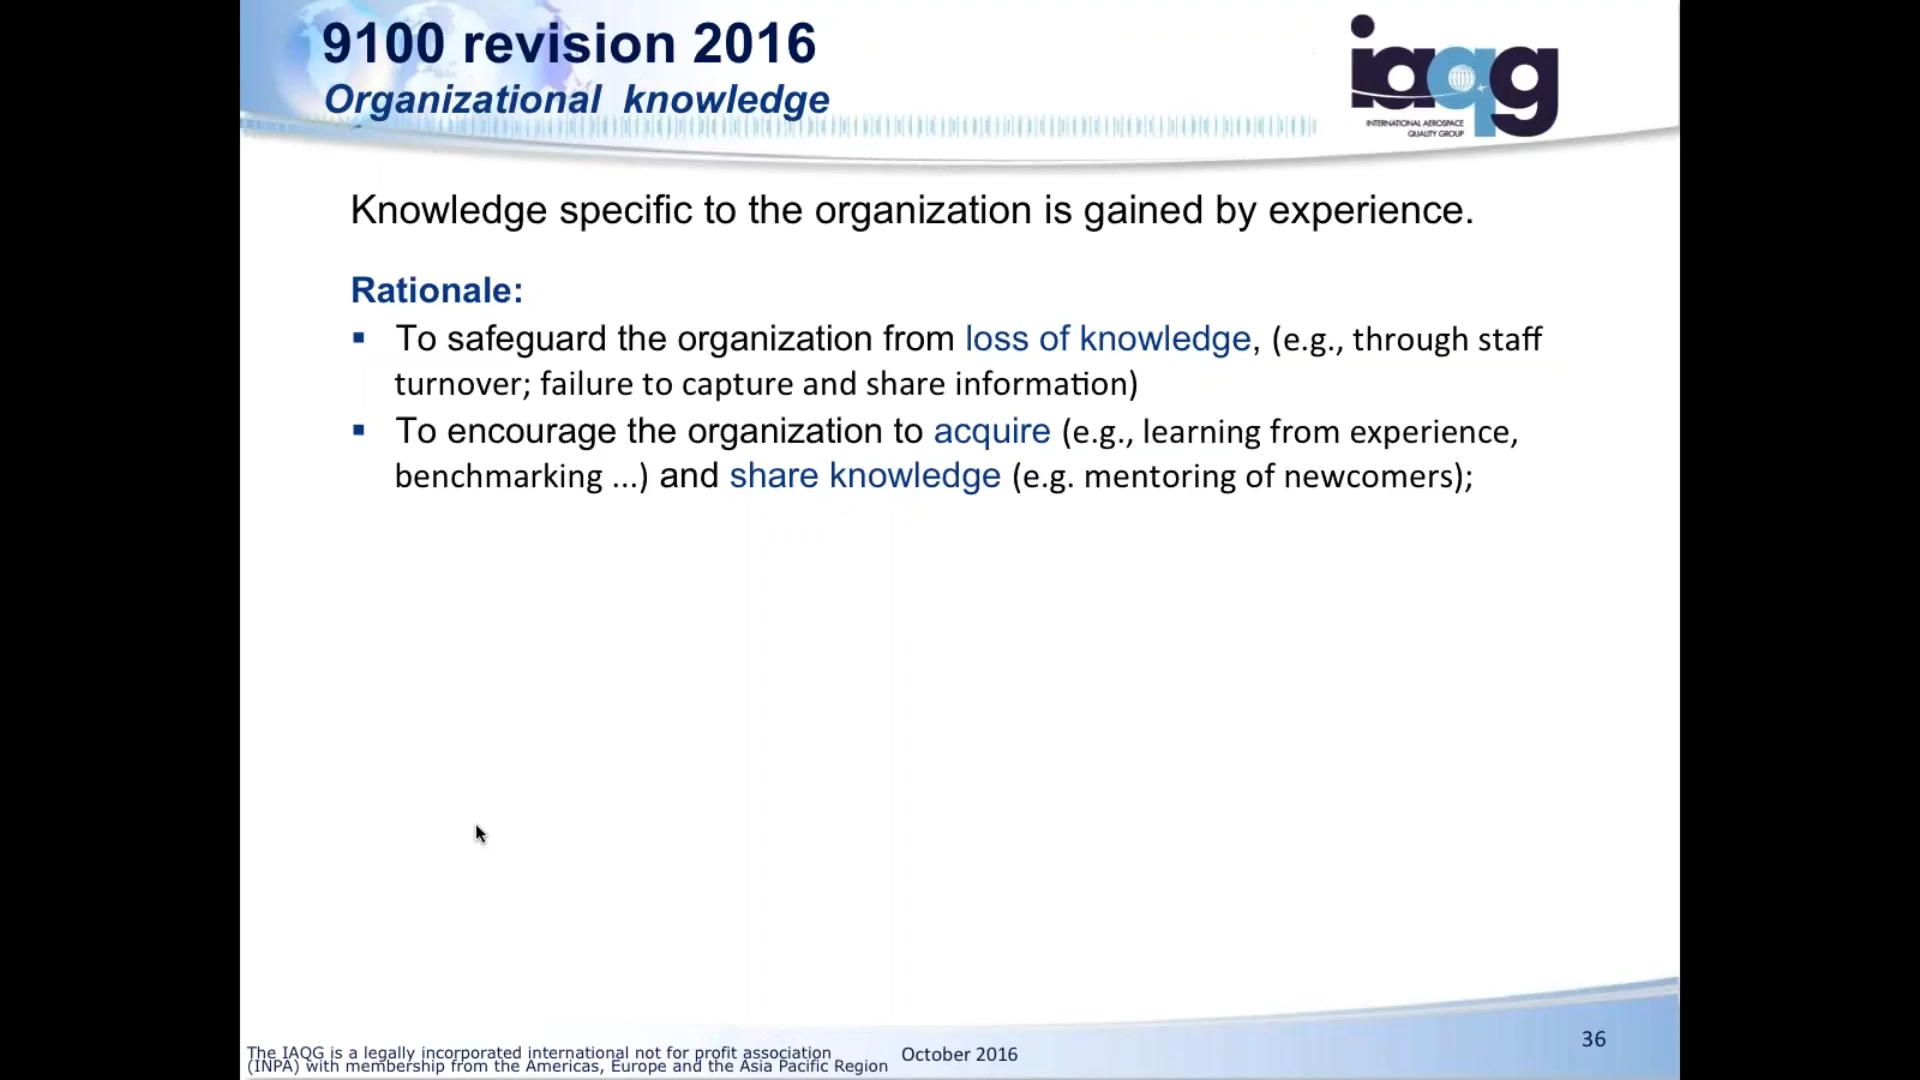 9100 revision 2016
Organizational knowledge
iaqg
INTERNATIONAL AEROSPACE
QUALITY GROUP
Knowledge specific to the organization is gained by experience.
Rationale:
▪ To safeguard the organization from loss of knowledge, (e.g., through staff
turnover; failure to capture and share information)
▪ To encourage the organization to acquire (e.g., learning from experience,
benchmarking ...) and share knowledge (e.g. mentoring of newcomers);
The IAQG is a legally incorporated international not for profit association
(INPA) with membership from the Americas, Europe and the Asia Pacific Region
October 2016
36